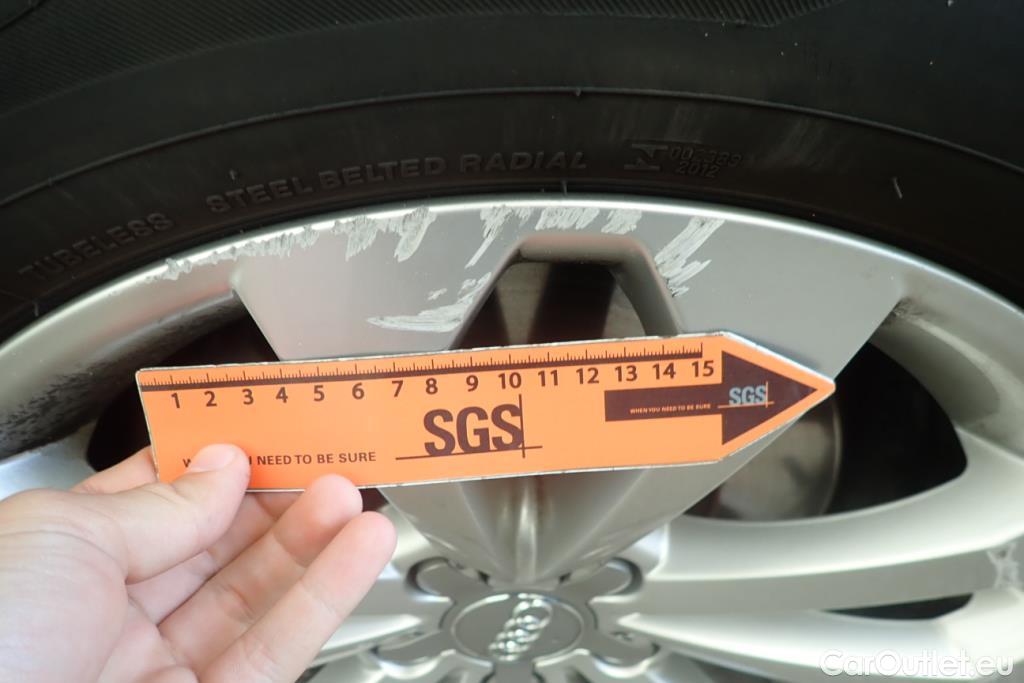 TUBELESS STEEL BELTED RADIAL
2012
1 2 3 4 5 6 7 8 9 10 11 12 13 14 15
SGS
NEED TO BE SURE
SGS
WHEN YOU NEED TO BE SURE
CarOutlet.eu